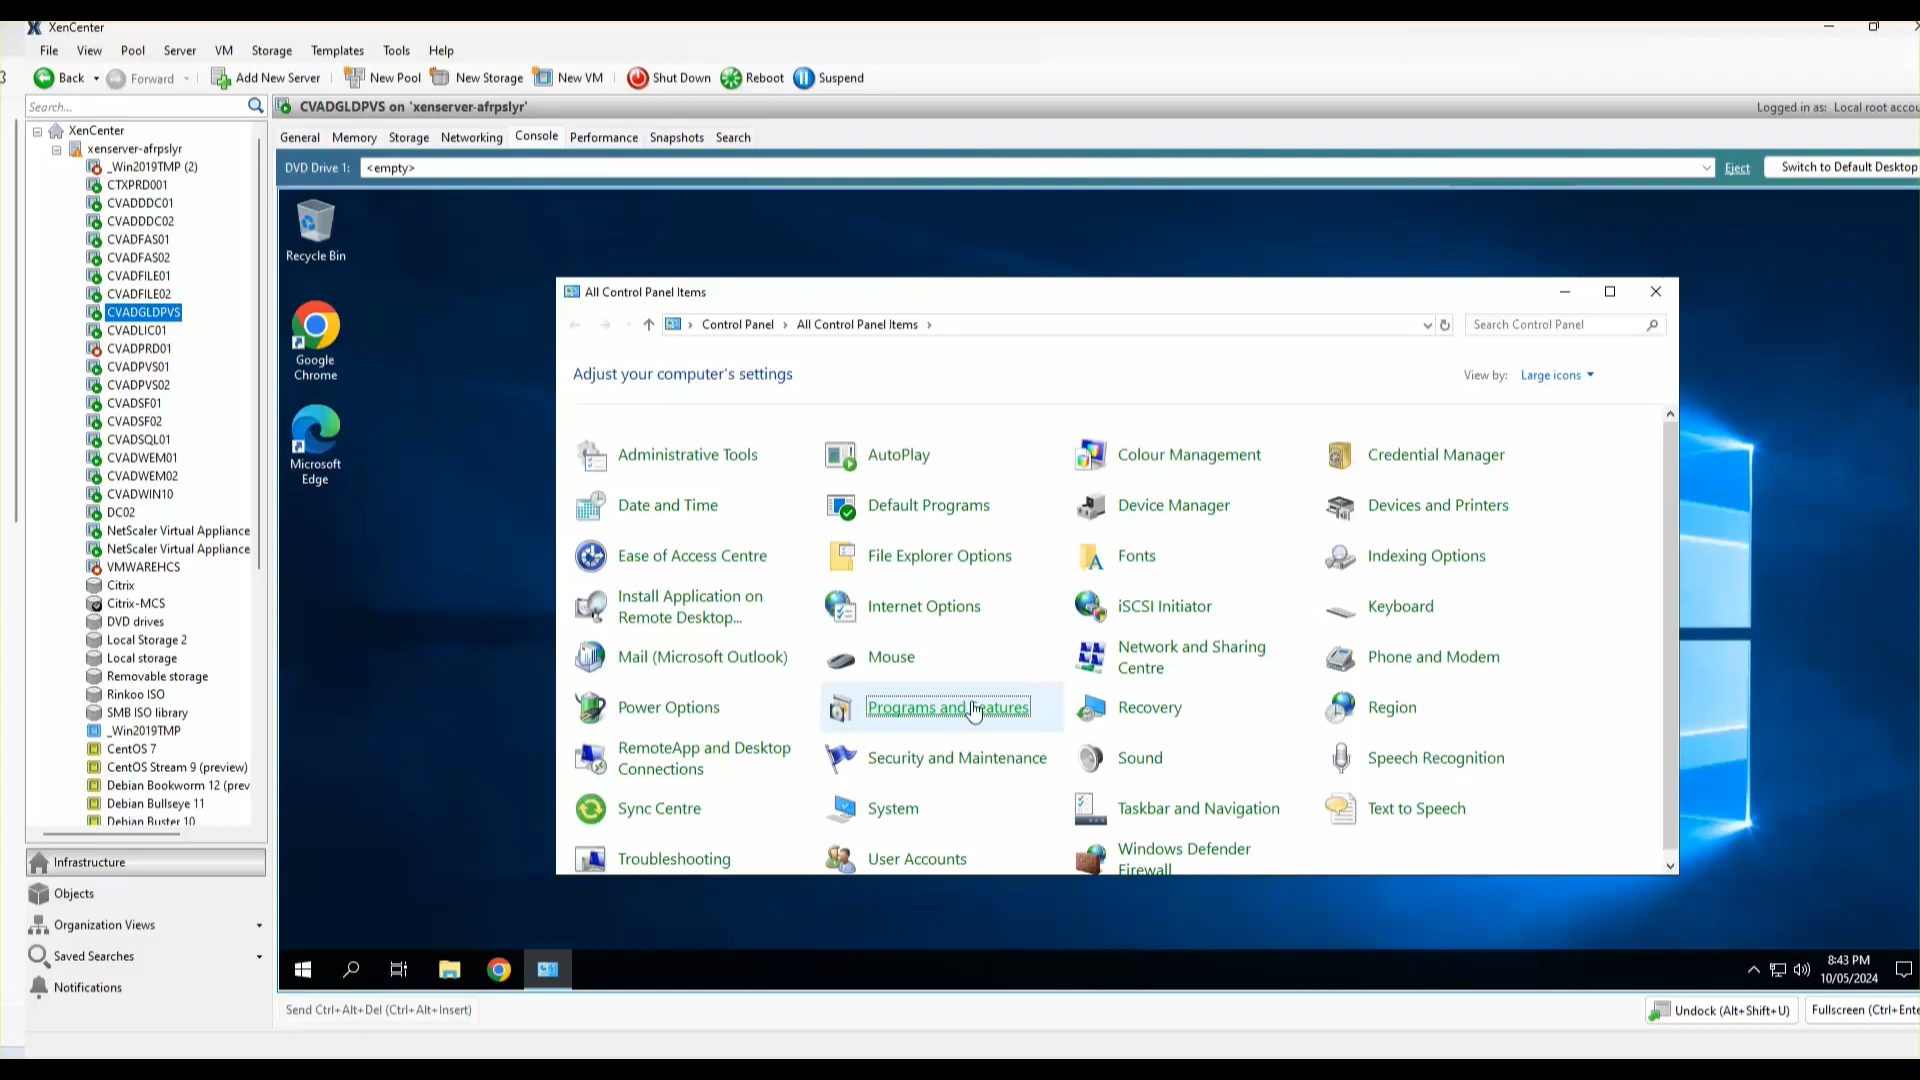 XenCenter
File View Pool Server VM Storage Templates Tools Help
3 Back Forward Add New Server New Pool New Storage New VM Shut Down Reboot Suspend
Search...
CVADGLDPVS on 'xenserver-afrpslyr'
Logged in as: Local root accou
XenCenter
xenserver-afrpslyr
_Win2019TMP (2)
CTXPRD001
CVADDDC01
CVADDDC02
CVADFAS01
CVADFAS02
CVADFILE01
CVADFILE02
CVADGLDPVS
CVADLIC01
CVADPRD01
CVADPVS01
CVADPVS02
CVADSF01
CVADSF02
CVADSQL01
CVADWEM01
CVADWEM02
CVADWIN10
DC02
NetScaler Virtual Appliance
NetScaler Virtual Appliance
VMWAREHCS
Citrix
Citrix-MCS
DVD drives
Local Storage 2
Local storage
Removable storage
Rinkoo ISO
SMB ISO library
_Win2019TMP
CentOS 7
CentOS Stream 9 (preview)
Debian Bookworm 12 (prev
Debian Bullseye 11
Debian Buster 10
Infrastructure
Objects
Organization Views
Saved Searches
Notifications
General Memory Storage Networking Console Performance Snapshots Search
DVD Drive 1: <empty> Eject Switch to Default Desktop
Recycle Bin
Google
Chrome
Microsoft
Edge
All Control Panel Items
Control Panel › All Control Panel Items ›
Search Control Panel
Adjust your computer's settings
View by: Large icons
Administrative Tools
AutoPlay
Colour Management
Credential Manager
Date and Time
Default Programs
Device Manager
Devices and Printers
Ease of Access Centre
File Explorer Options
Fonts
Indexing Options
Install Application on
Remote Desktop...
Internet Options
iSCSI Initiator
Keyboard
Mail (Microsoft Outlook)
Mouse
Network and Sharing
Centre
Phone and Modem
Power Options
Programs and Features
Recovery
Region
RemoteApp and Desktop
Connections
Security and Maintenance
Sound
Speech Recognition
Sync Centre
System
Taskbar and Navigation
Text to Speech
Troubleshooting
User Accounts
Windows Defender
Firewall
8:43 PM
10/05/2024
Send Ctrl+Alt+Del (Ctrl+Alt+Insert)
Undock (Alt+Shift+U)
Fullscreen (Ctrl+Ente